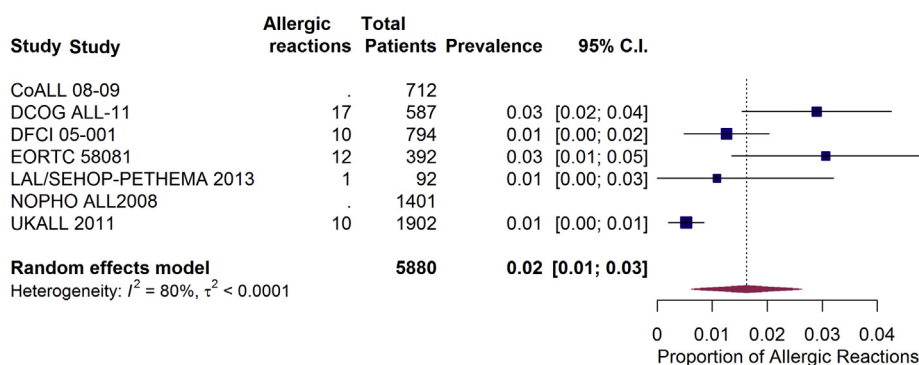 Allergic Total
Study Study reactions Patients Prevalence 95% C.I.
CoALL 08-09 . 712
DCOG ALL-11 17 587 0.03 [0.02; 0.04]
DFCI 05-001 10 794 0.01 [0.00; 0.02]
EORTC 58081 12 392 0.03 [0.01; 0.05]
LAL/SEHOP-PETHEMA 2013 1 92 0.01 [0.00; 0.03]
NOPHO ALL2008 . 1401
UKALL 2011 10 1902 0.01 [0.00; 0.01]
Random effects model 5880 0.02 [0.01; 0.03]
Heterogeneity: I² = 80%, τ² < 0.0001
0 0.01 0.02 0.03 0.04
Proportion of Allergic Reactions